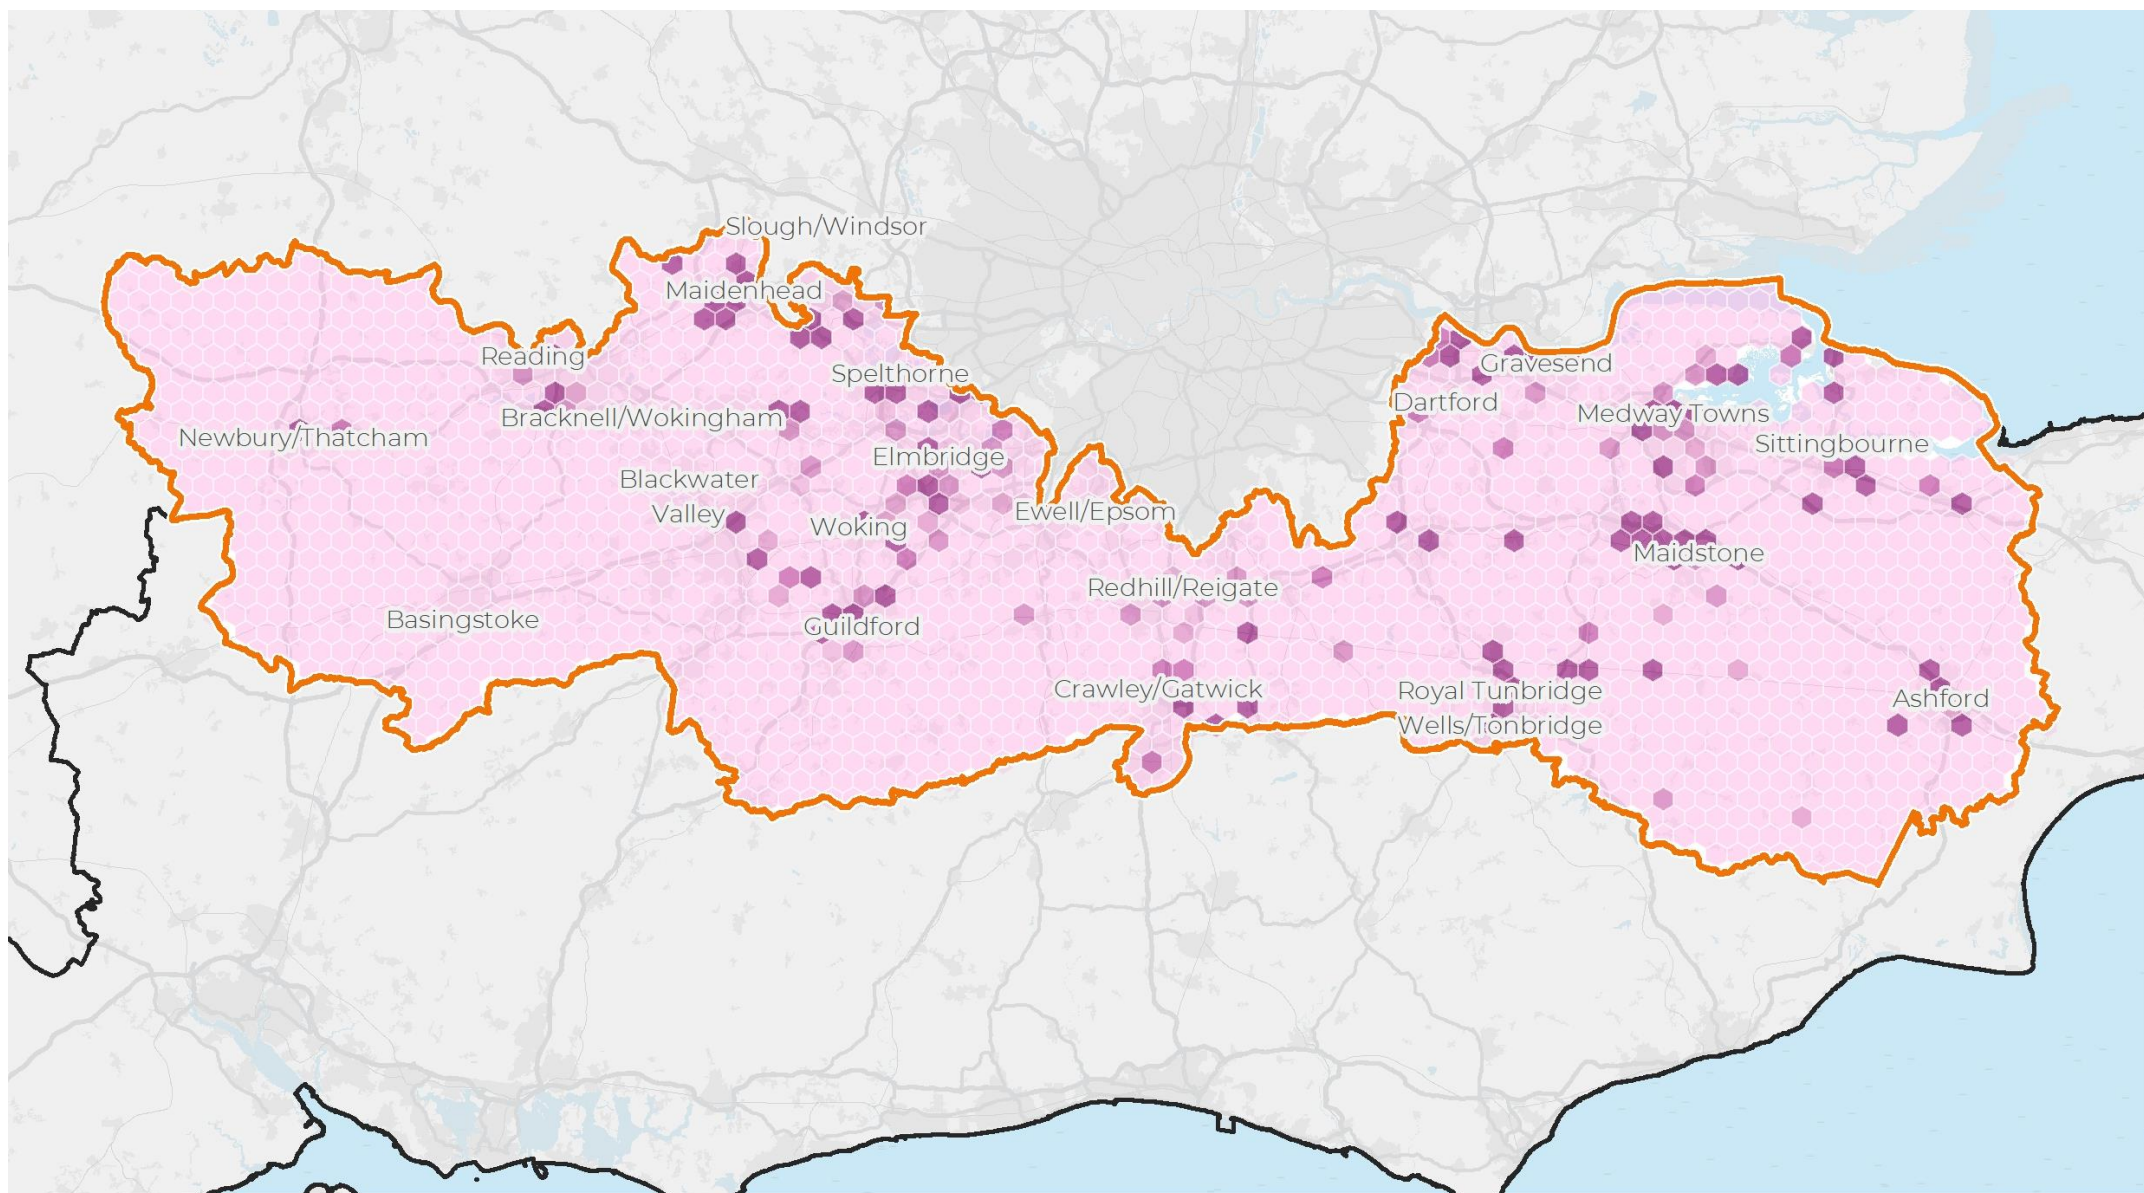 Slough/Windsor
Maidenhead
Reading
Spelthorne
Gravesend
Dartford
Bracknell/Wokingham
Medway Towns
Newbury/Thatcham
Sittingbourne
Elmbridge
Blackwater
Valley
Ewell/Epsom
Woking
Maidstone
Redhill/Reigate
Basingstoke
Guildford
Crawley/Gatwick
Royal Tunbridge
Wells/Tonbridge
Ashford